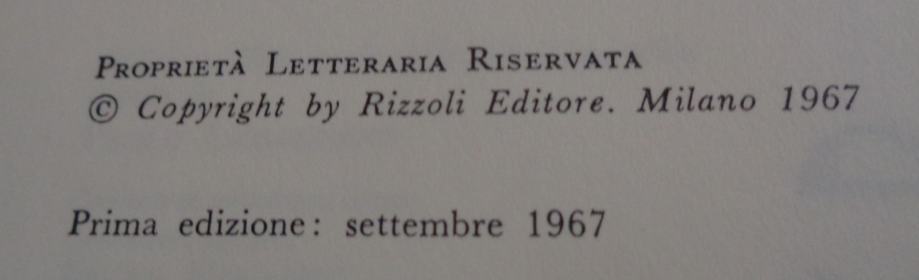 Proprietà Letteraria Riservata
© Copyright by Rizzoli Editore. Milano 1967
Prima edizione: settembre 1967